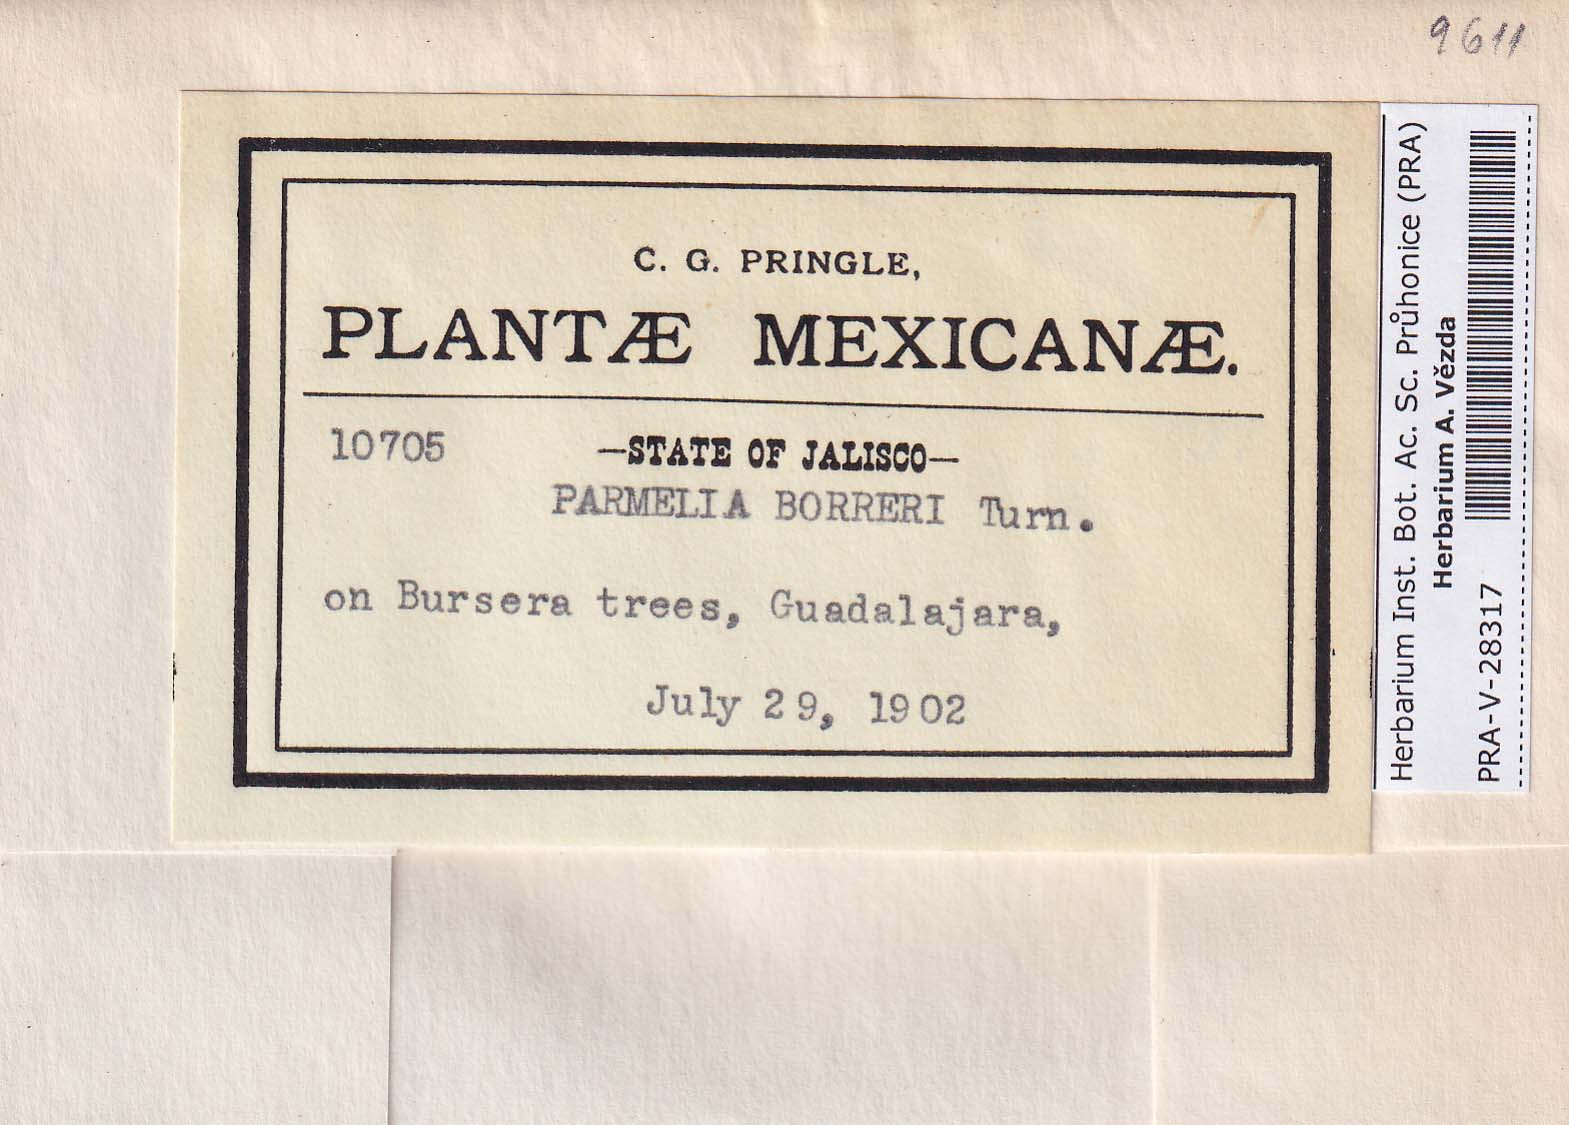 9611
C. G. PRINGLE,
PLANTÆ MEXICANÆ.
10705 —STATE OF JALISCO—
PARMELIA BORRERI Turn.
on Bursera trees, Guadalajara,
July 29, 1902
Herbarium Inst. Bot. Ac. Sc. Průhonice (PRA)
Herbarium A. Vězda
PRA-V-28317